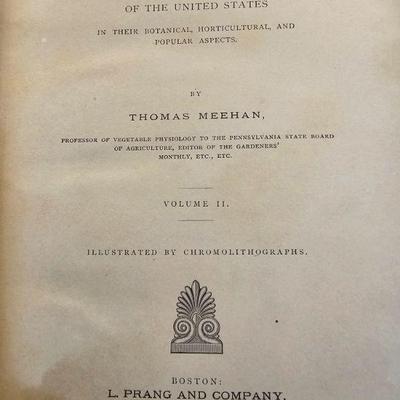 OF THE UNITED STATES
IN THEIR BOTANICAL, HORTICULTURAL, AND
POPULAR ASPECTS.
BY
THOMAS MEEHAN,
PROFESSOR OF VEGETABLE PHYSIOLOGY TO THE PENNSYLVANIA STATE BOARD
OF AGRICULTURE, EDITOR OF THE GARDENERS'
MONTHLY, ETC., ETC.
VOLUME II.
ILLUSTRATED BY CHROMOLITHOGRAPHS.
BOSTON:
L. PRANG AND COMPANY.